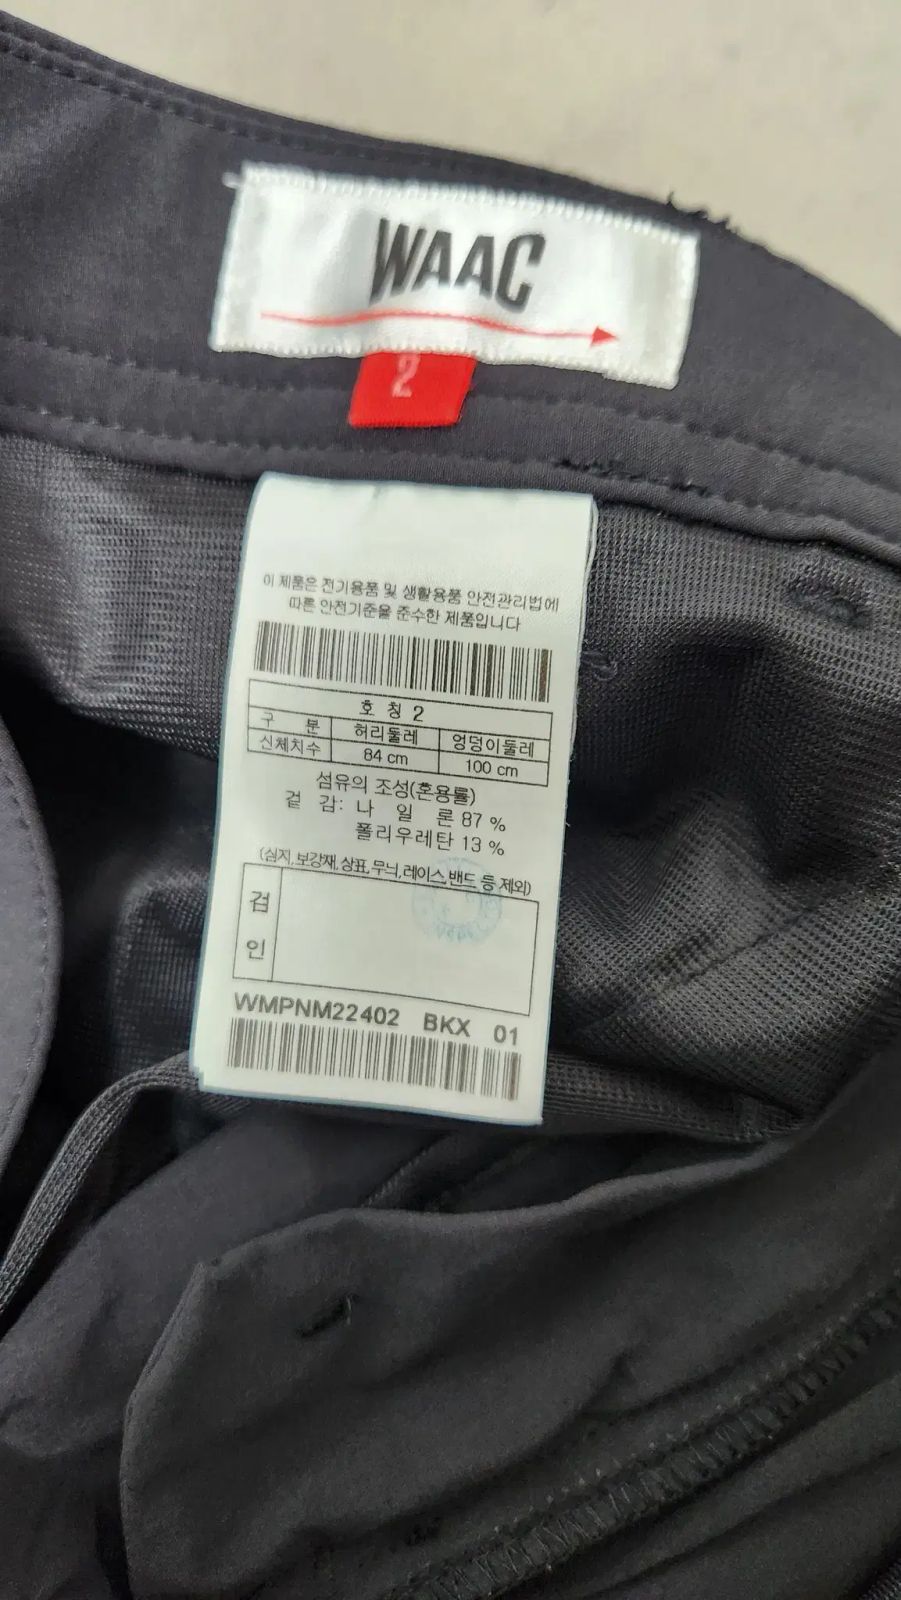 WAAC
2
이 제품은 전기용품 및 생활용품 안전관리법에
따른 안전기준을 준수한 제품입니다
호 칭 2
구 분 허리둘레 엉덩이둘레
신체치수 84 cm 100 cm
섬유의 조성(혼용률)
겉 감: 나 일 론 87 %
폴리우레탄 13 %
(심지,보강재,상표,무늬,레이스,밴드 등 제외)
검
인
WMPNM22402 BKX 01